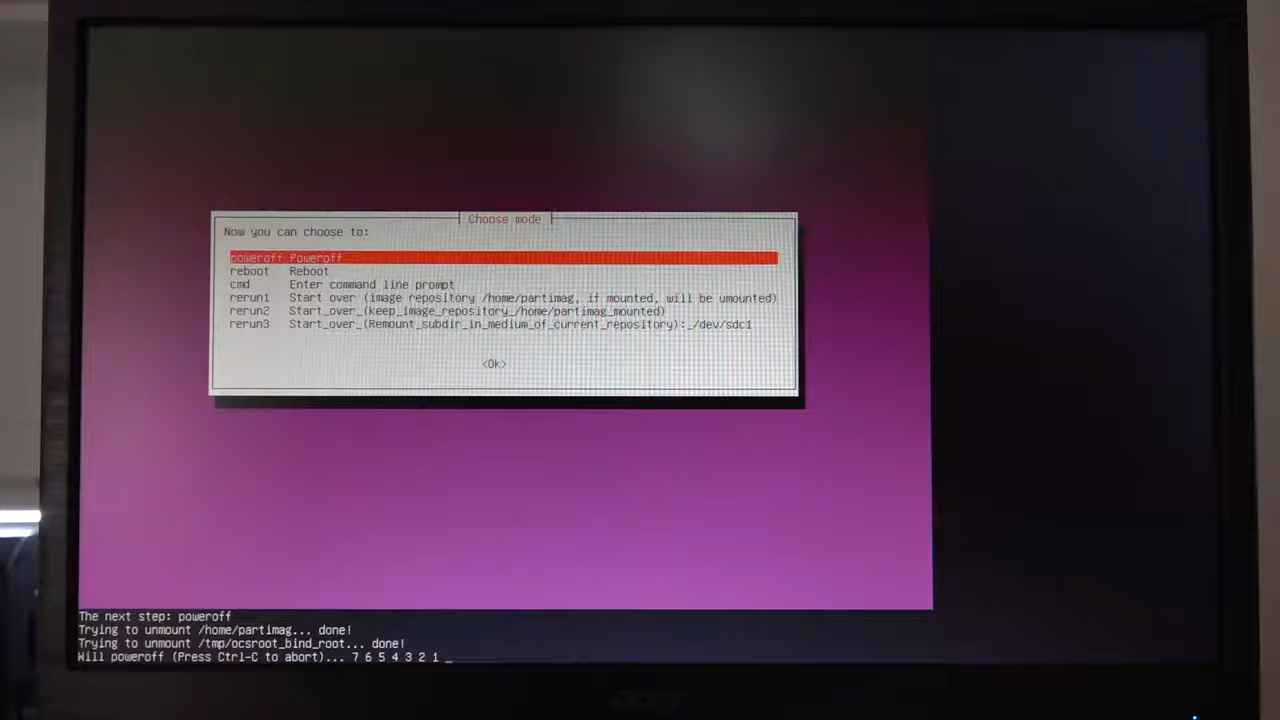 Choose mode
Now you can choose to:
poweroff Poweroff
reboot Reboot
cmd Enter command line prompt
rerun1 Start over (image repository /home/partimag, if mounted, will be umounted)
rerun2 Start_over_(keep_image_repository_/home/partimag_mounted)
rerun3 Start_over_(Remount_subdir_in_medium_of_current_repository):_/dev/sdc1
<Ok>
The next step: poweroff
Trying to unmount /home/partimag... done!
Trying to unmount /tmp/ocsroot_bind_root... done!
Will poweroff (Press Ctrl-C to abort)... 7 6 5 4 3 2 1 _
acer